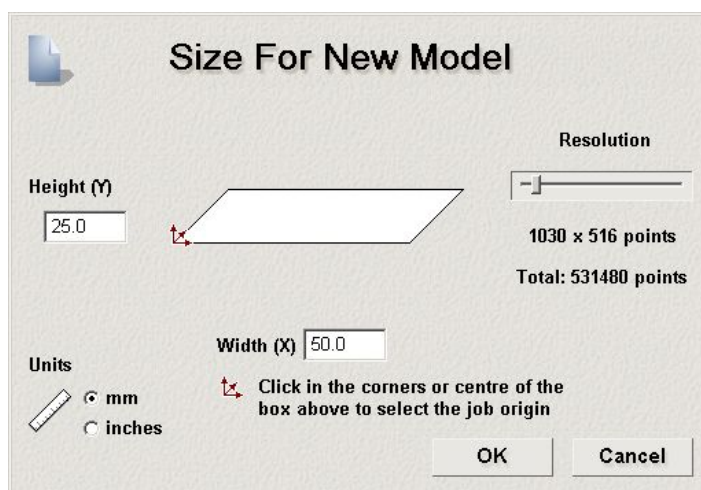 Size For New Model
Resolution
Height (Y)
25.0
1030 x 516 points
Total: 531480 points
Width (X) 50.0
Units
mm
inches
Click in the corners or centre of the
box above to select the job origin
OK
Cancel